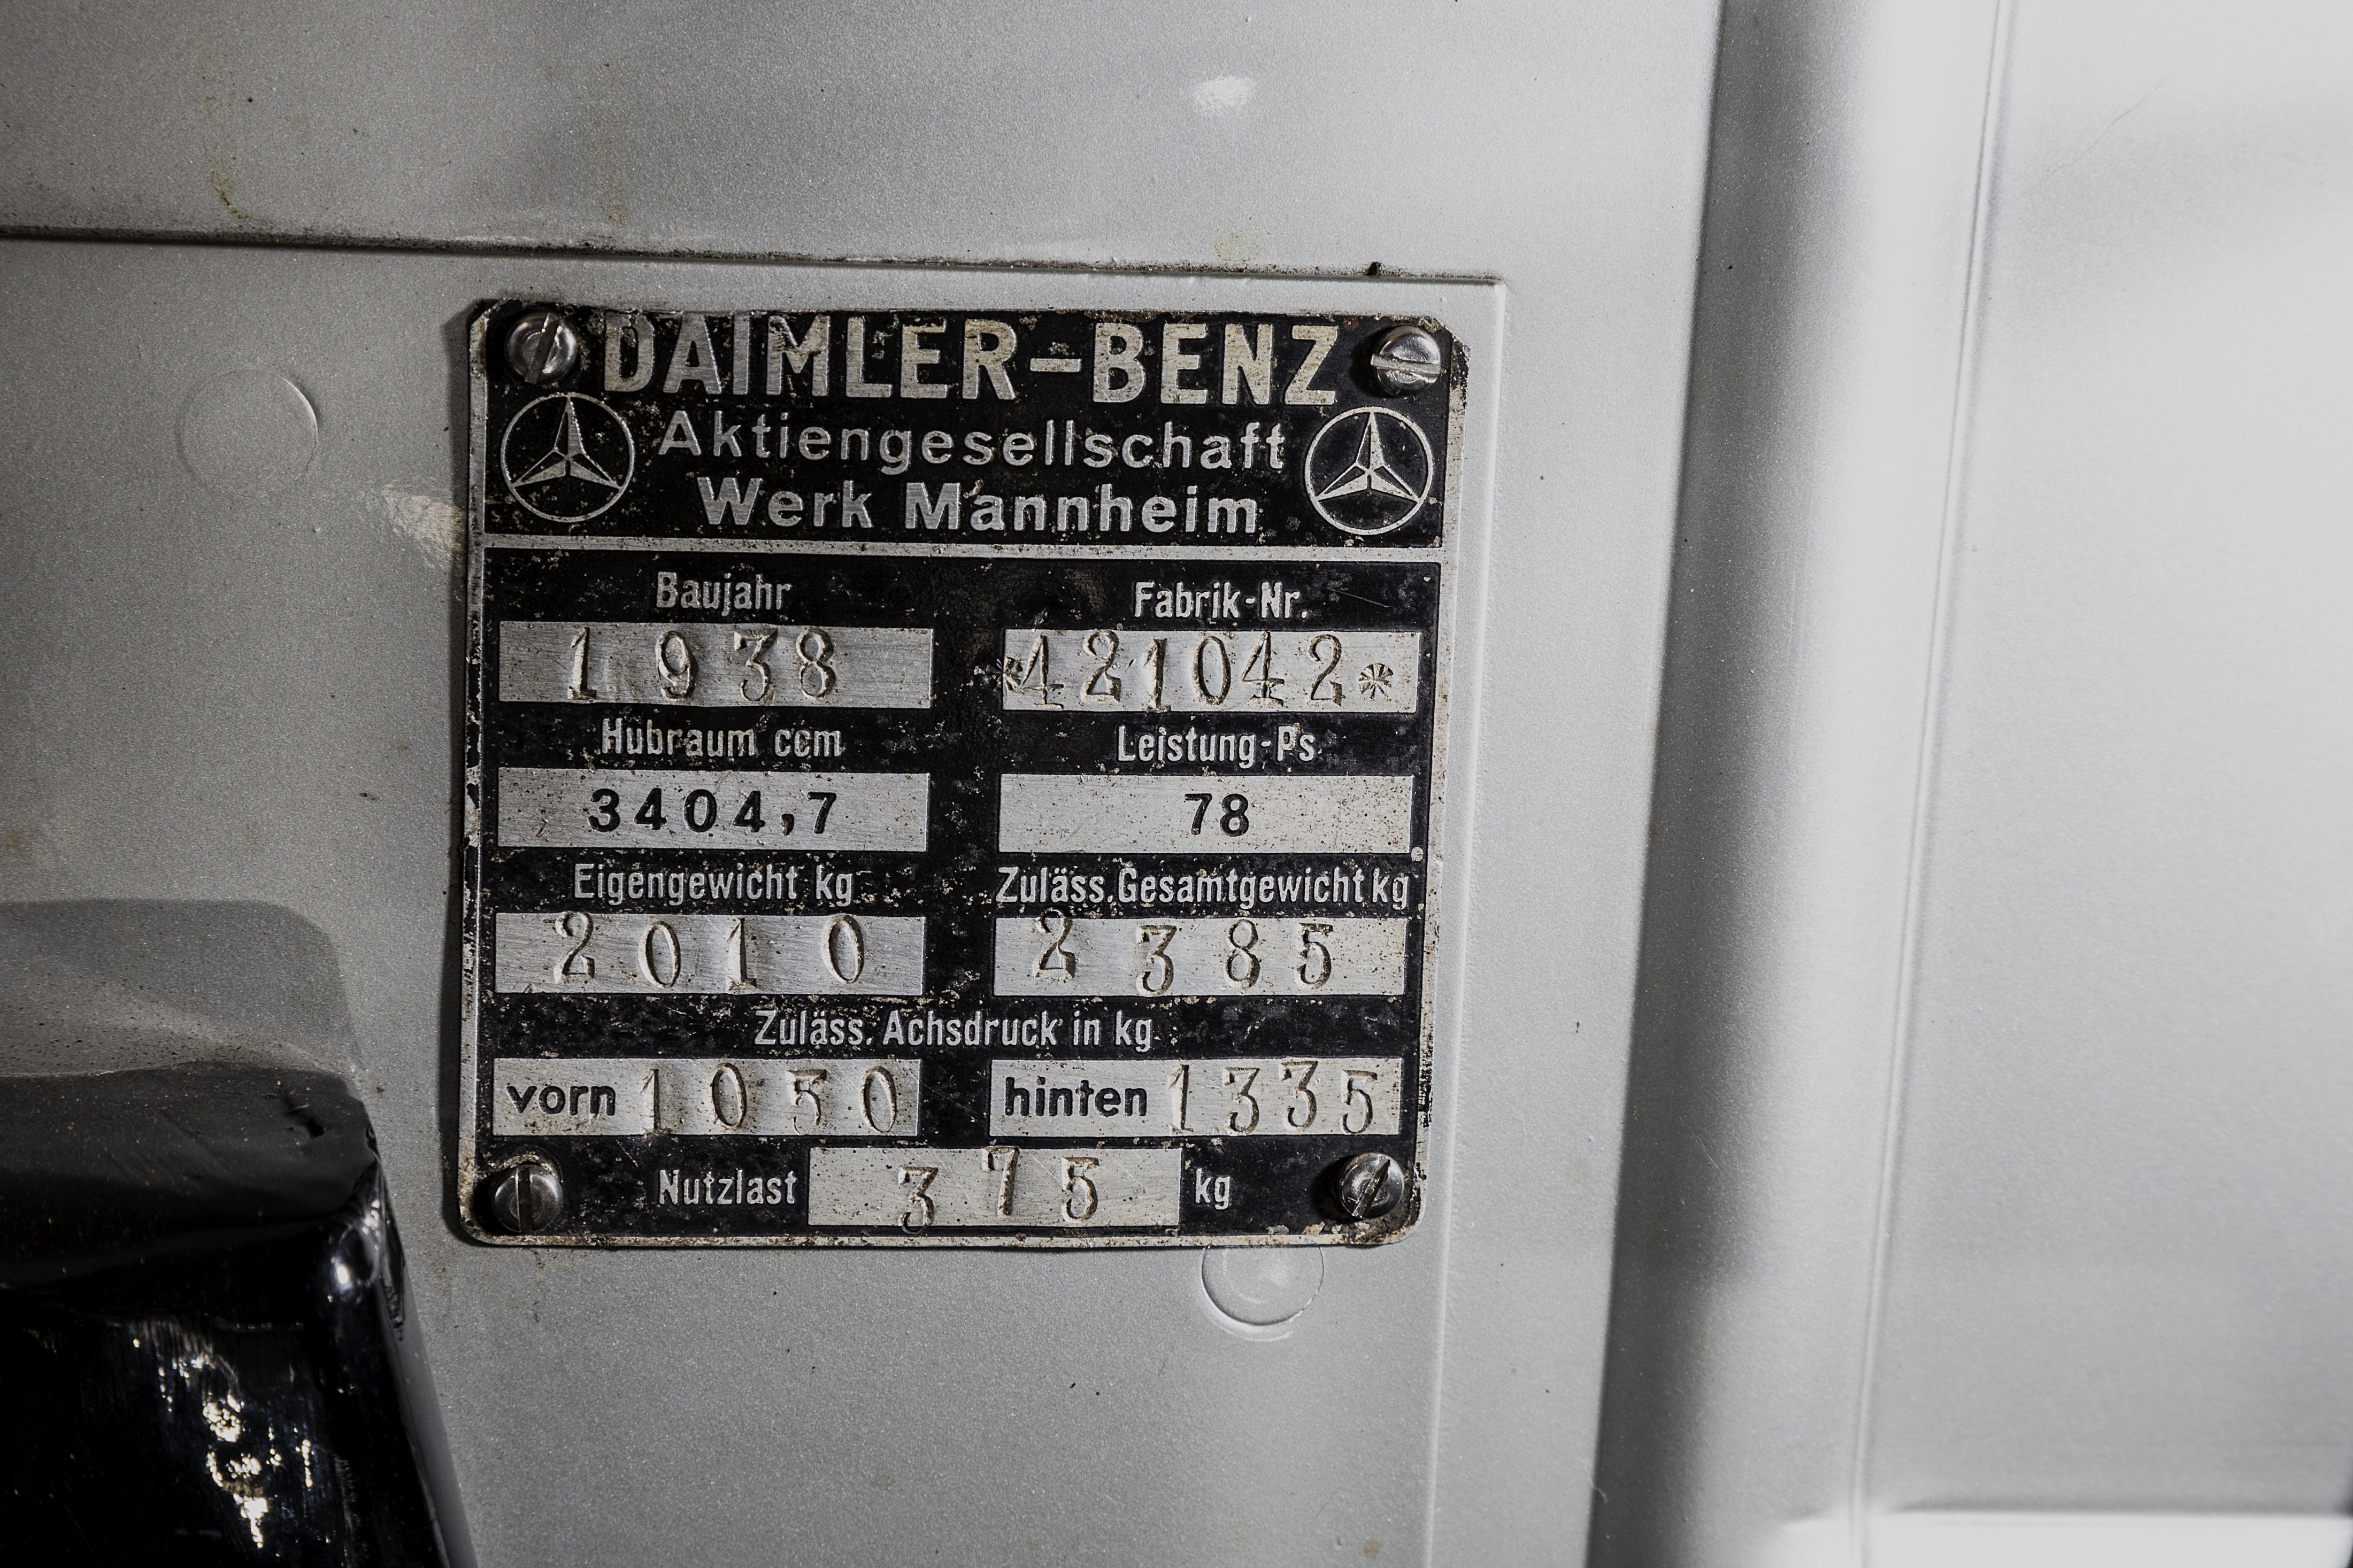 DAIMLER-BENZ
Aktiengesellschaft
Werk Mannheim
Baujahr Fabrik-Nr.
1938 *421042*
Hubraum ccm Leistung-Ps
3404,7 78
Eigengewicht kg Zuläss.Gesamtgewicht kg
2010 2385
Zuläss. Achsdruck in kg
vorn 1050 hinten 1335
Nutzlast 375 kg